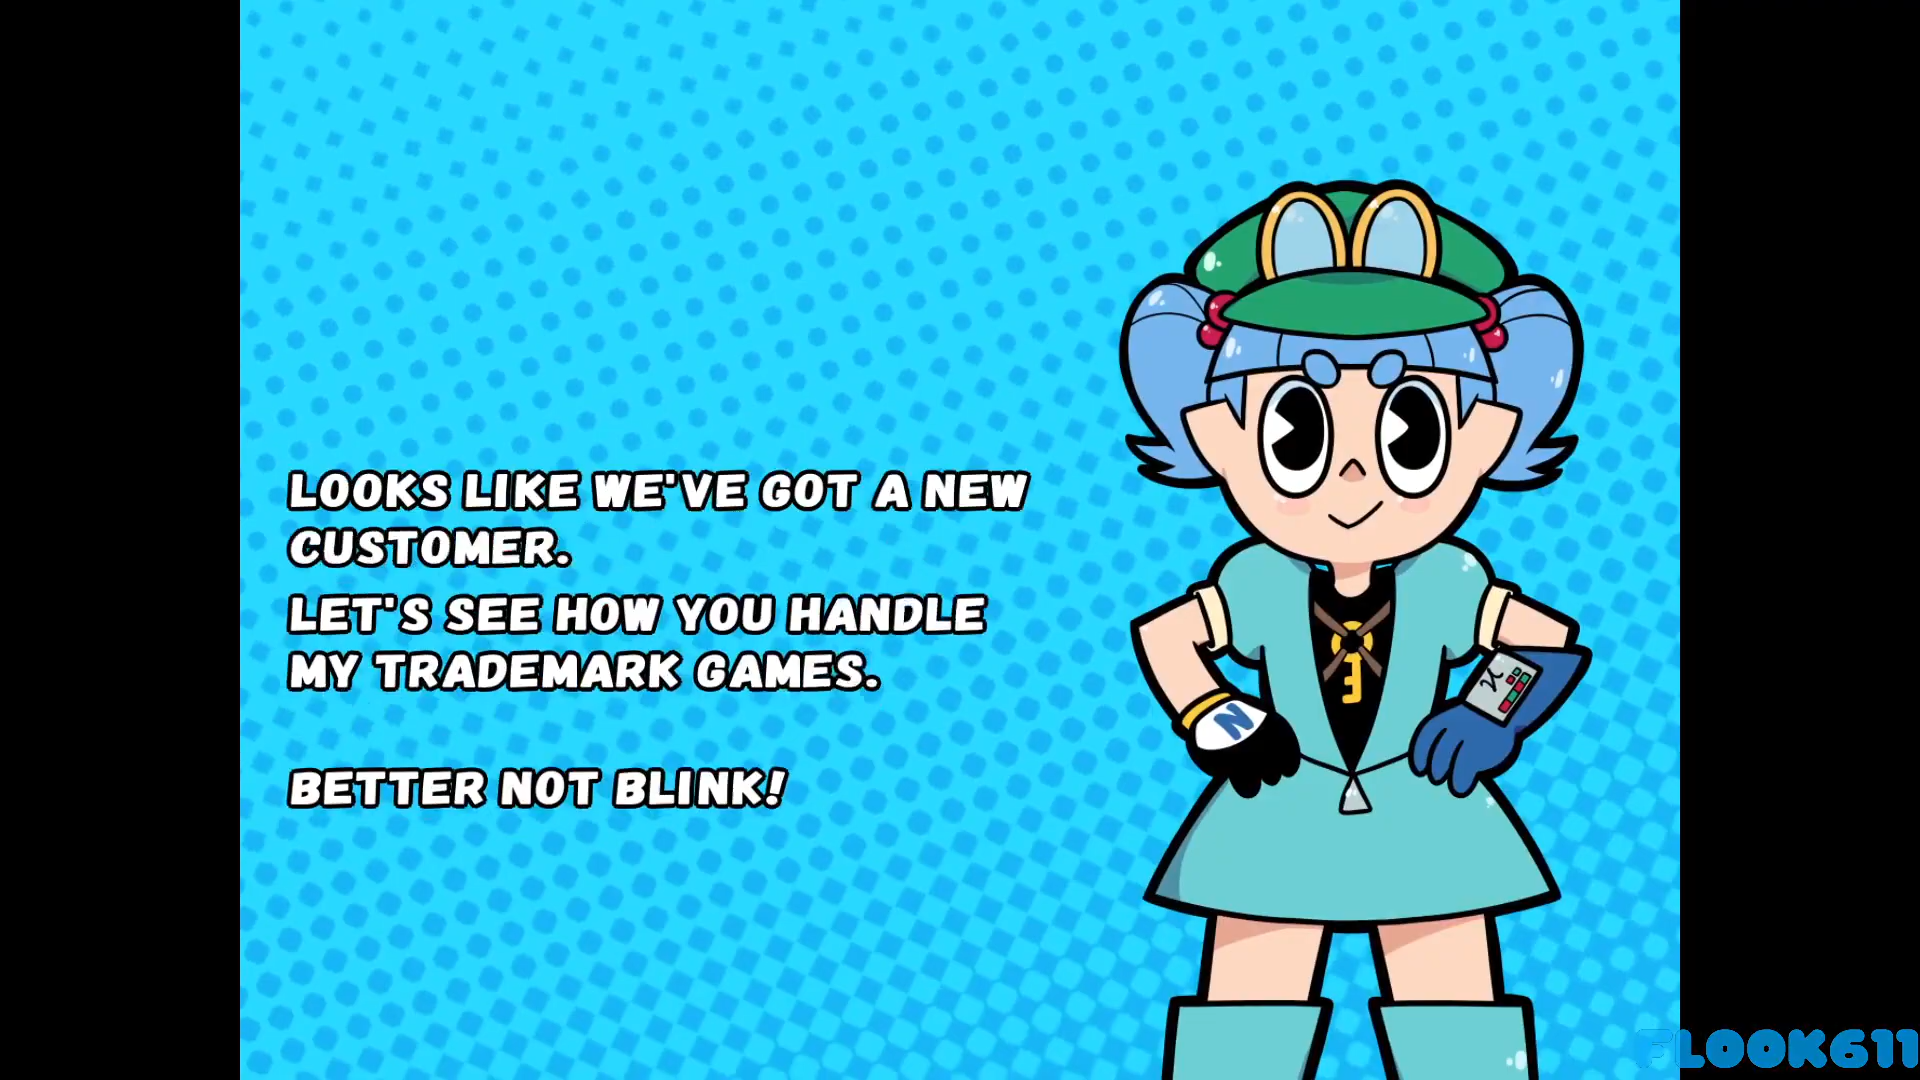 LOOKS LIKE WE'VE GOT A NEW
CUSTOMER.
LET'S SEE HOW YOU HANDLE
MY TRADEMARK GAMES.
BETTER NOT BLINK!
N
FLOOK611